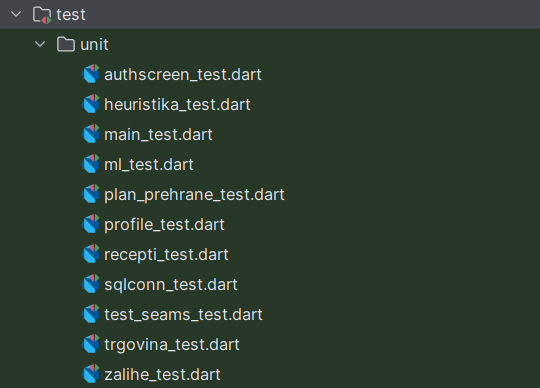 test
unit
authscreen_test.dart
heuristika_test.dart
main_test.dart
ml_test.dart
plan_prehrane_test.dart
profile_test.dart
recepti_test.dart
sqlconn_test.dart
test_seams_test.dart
trgovina_test.dart
zalihe_test.dart